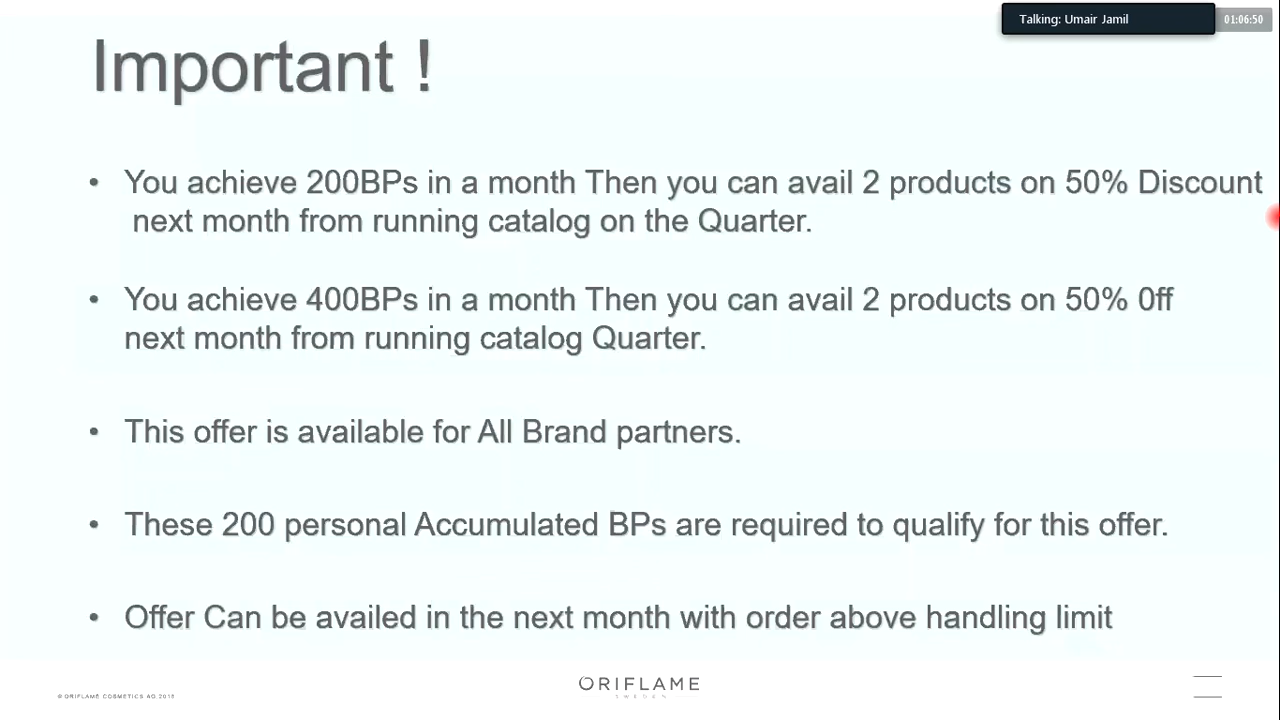 Talking: Umair Jamil
01:06:50
Important !
• You achieve 200BPs in a month Then you can avail 2 products on 50% Discount
next month from running catalog on the Quarter.
• You achieve 400BPs in a month Then you can avail 2 products on 50% 0ff
next month from running catalog Quarter.
• This offer is available for All Brand partners.
• These 200 personal Accumulated BPs are required to qualify for this offer.
• Offer Can be availed in the next month with order above handling limit
ORIFLAME
SWEDEN
© ORIFLAME COSMETICS AG 2015